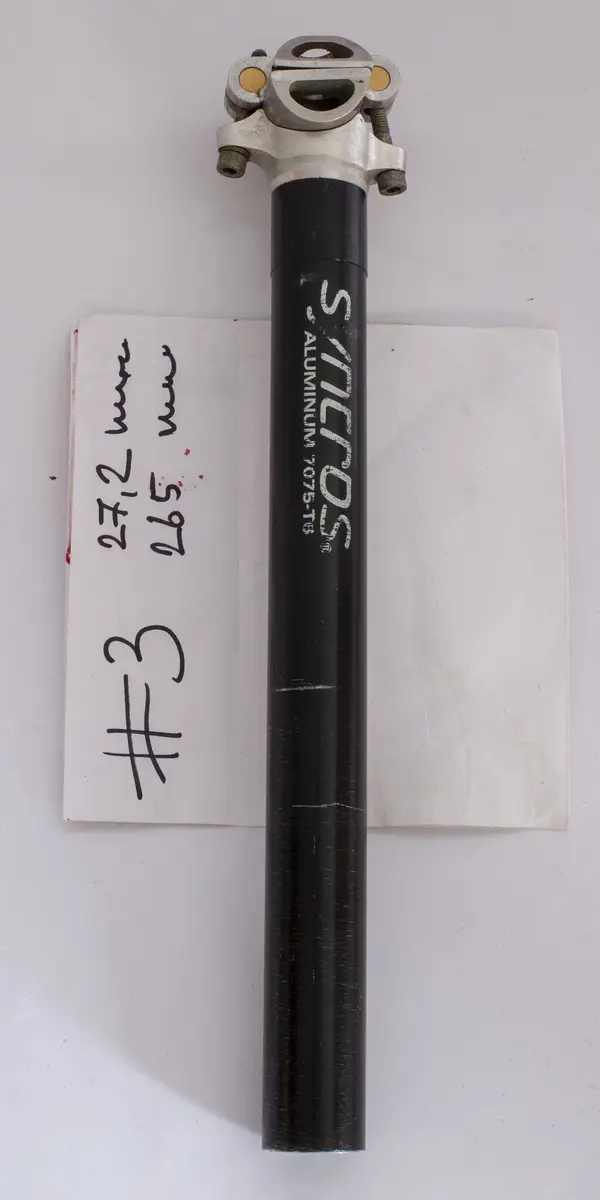 #3
27,2 mm
265 mm
SYNCROS®
ALUMINUM 7075-T6